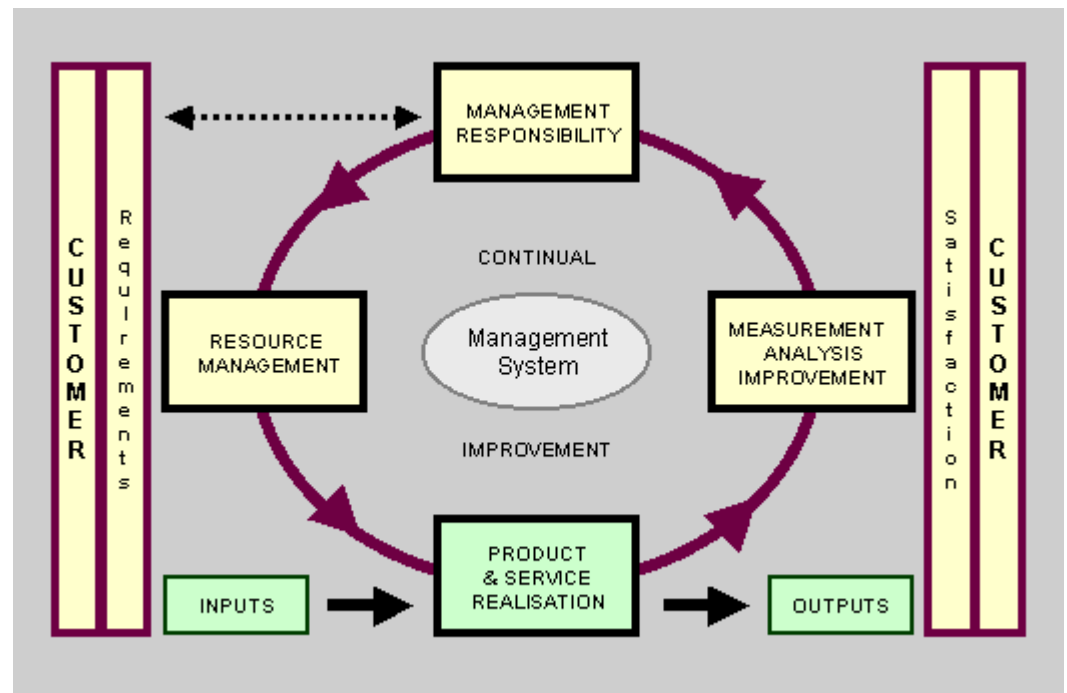 CUSTOMER
Requlrements
MANAGEMENT
RESPONSIBILITY
CONTINUAL
RESOURCE
MANAGEMENT
Management
System
MEASUREMENT
ANALYSIS
IMPROVEMENT
IMPROVEMENT
PRODUCT
& SERVICE
REALISATION
INPUTS
OUTPUTS
Satisfaction
CUSTOMER